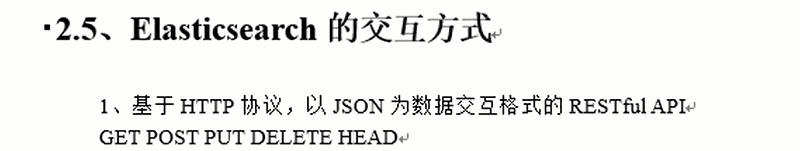 2.5、Elasticsearch 的交互方式
1、基于 HTTP 协议，以 JSON 为数据交互格式的 RESTful API
GET POST PUT DELETE HEAD